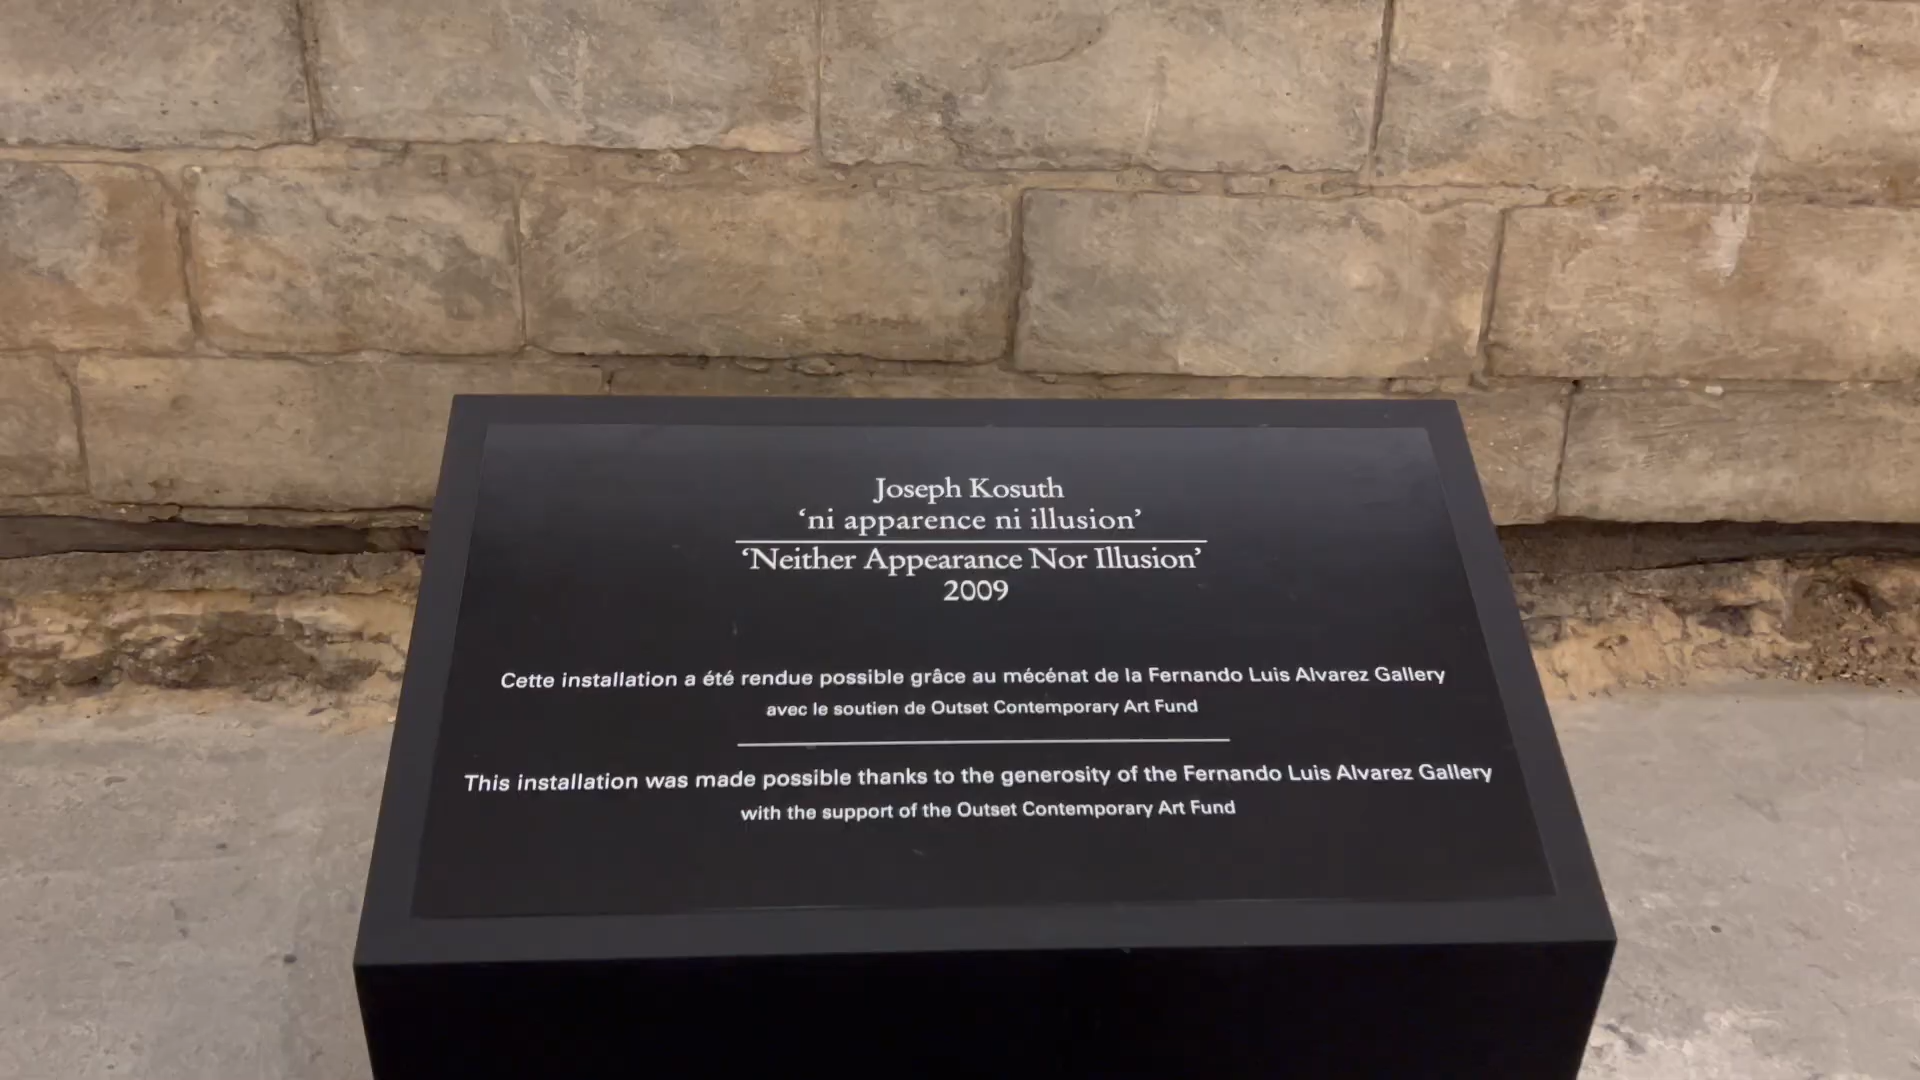 Joseph Kosuth
‘ni apparence ni illusion’
‘Neither Appearance Nor Illusion’
2009
Cette installation a été rendue possible grâce au mécénat de la Fernando Luis Alvarez Gallery
avec le soutien de Outset Contemporary Art Fund
This installation was made possible thanks to the generosity of the Fernando Luis Alvarez Gallery
with the support of the Outset Contemporary Art Fund